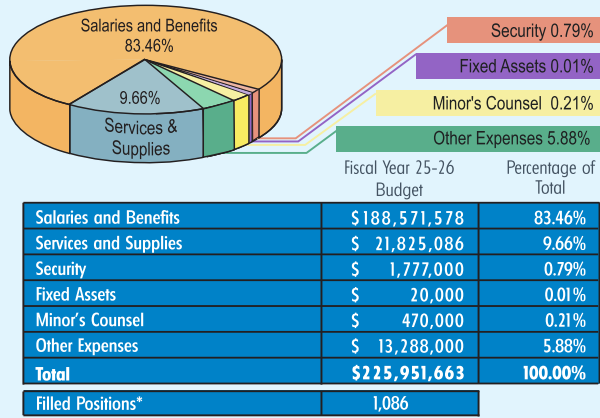 Salaries and Benefits
83.46%
9.66%
Services &
Supplies
Security 0.79%
Fixed Assets 0.01%
Minor's Counsel 0.21%
Other Expenses 5.88%
Fiscal Year 25-26
Budget
Percentage of
Total
Salaries and Benefits $188,571,578 83.46%
Services and Supplies $ 21,825,086 9.66%
Security $ 1,777,000 0.79%
Fixed Assets $ 20,000 0.01%
Minor's Counsel $ 470,000 0.21%
Other Expenses $ 13,288,000 5.88%
Total $225,951,663 100.00%
Filled Positions* 1,086